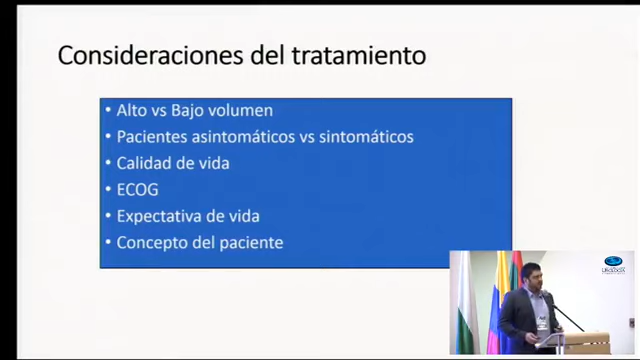 Consideraciones del tratamiento
• Alto vs Bajo volumen
• Pacientes asintomáticos vs sintomáticos
• Calidad de vida
• ECOG
• Expectativa de vida
• Concepto del paciente